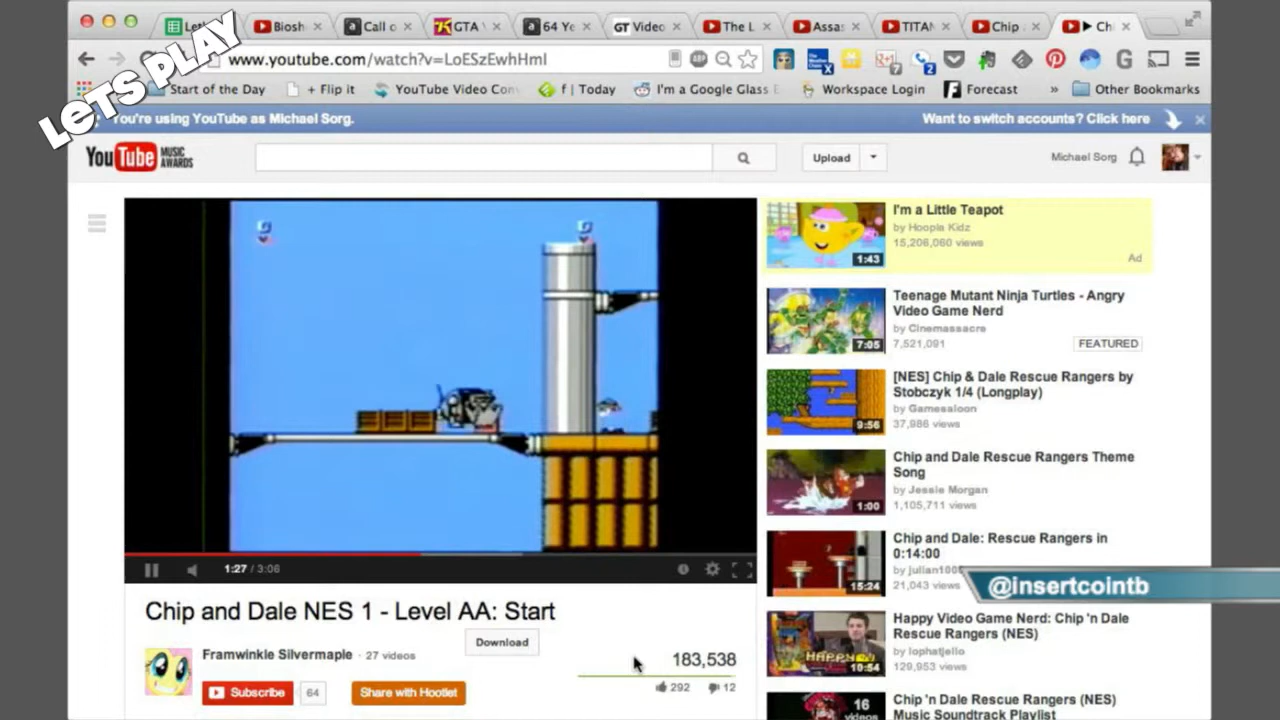 LETS PLAY
Biosh
Call o
GTA
64 Ye
GT Video
The L
Assa
TITA
Chip
Ch
www.youtube.com/watch?v=LoESzEwhHmI
Start of the Day
+ Flip it
YouTube Video Con
f | Today
I'm a Google Glass E
Workspace Login
Forecast
»
Other Bookmarks
You're using YouTube as Michael Sorg.
Want to switch accounts? Click here
YouTube MUSIC AWARDS
Upload
Michael Sorg
I'm a Little Teapot
by Hoopla Kidz
15,206,060 views
1:43
Ad
Teenage Mutant Ninja Turtles - Angry
Video Game Nerd
by Cinemassacre
7,521,091
7:05
FEATURED
[NES] Chip & Dale Rescue Rangers by
Stobczyk 1/4 (Longplay)
by Gamesaloon
37,986 views
9:56
Chip and Dale Rescue Rangers Theme
Song
by Jessie Morgan
1:00
1,105,711 views
Chip and Dale: Rescue Rangers in
0:14:00
15:24
21,043 views
@insertcointb
Happy Video Game Nerd: Chip 'n Dale
Rescue Rangers (NES)
by lophatjello
HAPPY
10:54
129,953 views
Chip 'n Dale Rescue Rangers (NES)
Music Soundtrack Playlist
16
videos
1:27 / 3:06
Chip and Dale NES 1 - Level AA: Start
Download
Framwinkle Silvermaple · 27 videos
183,538
Subscribe
64
Share with Hootlet
292
12